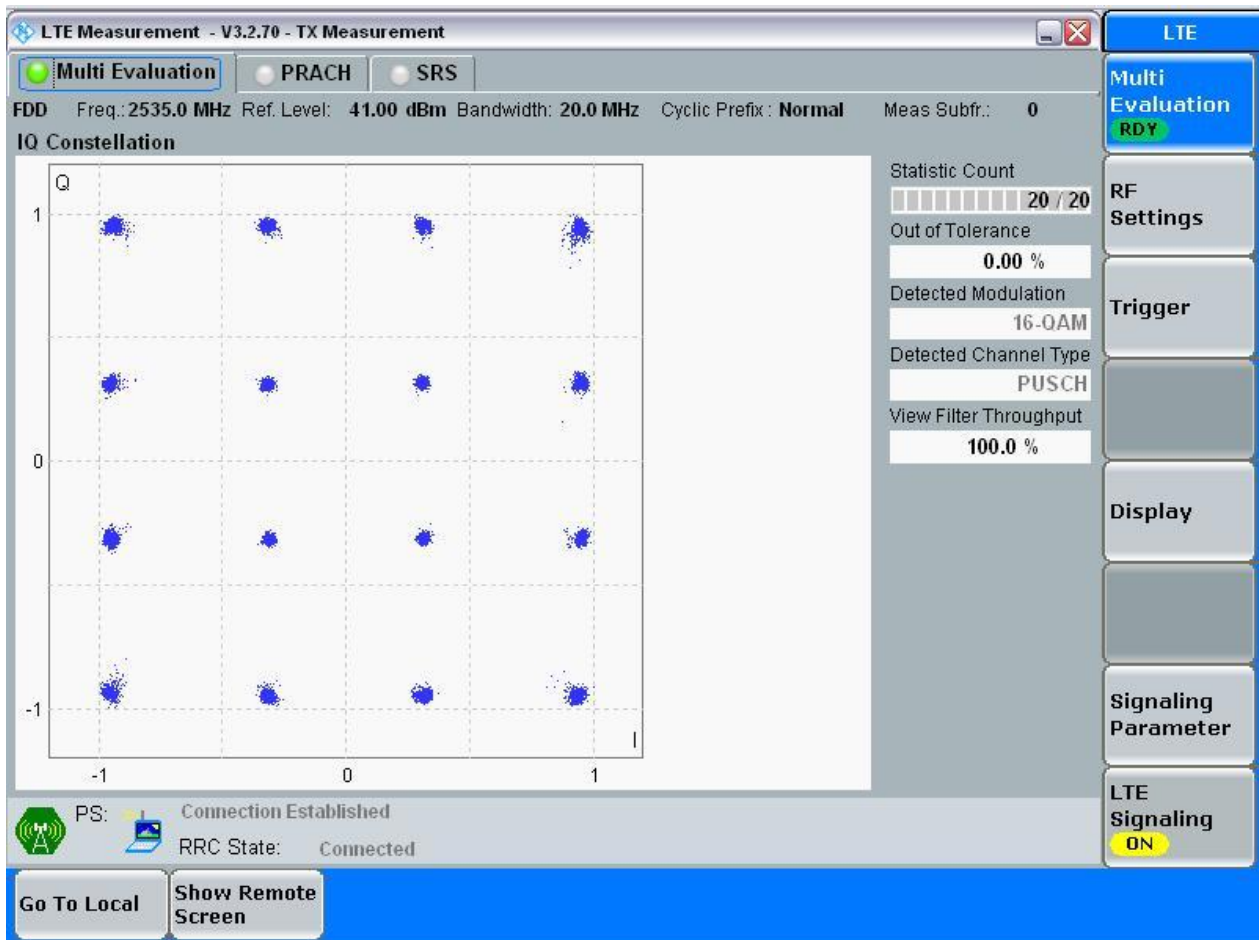 LTE Measurement - V3.2.70 - TX Measurement
LTE
Multi Evaluation
PRACH
SRS
FDD Freq.: 2535.0 MHz Ref. Level: 41.00 dBm Bandwidth: 20.0 MHz Cyclic Prefix : Normal Meas Subfr.: 0
IQ Constellation
Q
1
0
-1
-1 0 1
I
Statistic Count
20 / 20
Out of Tolerance
0.00 %
Detected Modulation
16-QAM
Detected Channel Type
PUSCH
View Filter Throughput
100.0 %
Multi
Evaluation
RDY
RF
Settings
Trigger
Display
Signaling
Parameter
LTE
Signaling
ON
PS: Connection Established
RRC State: Connected
Go To Local
Show Remote
Screen